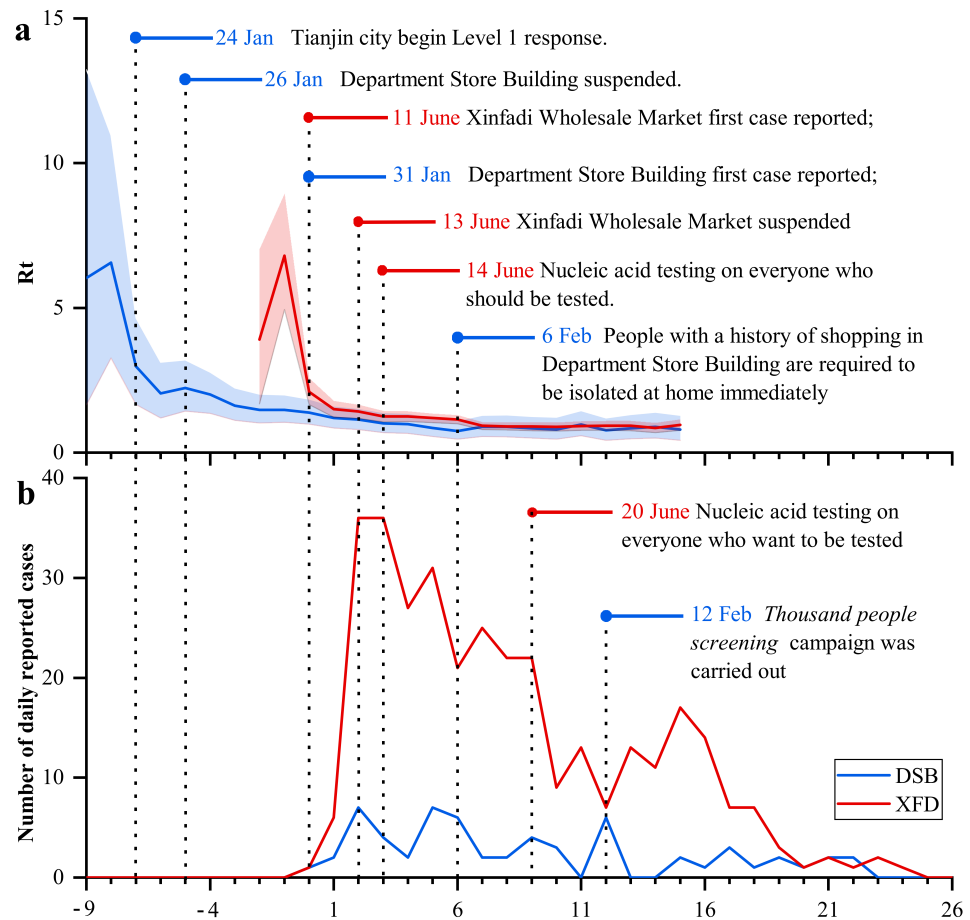 a
15
24 Jan Tianjin city begin Level 1 response.
26 Jan Department Store Building suspended.
11 June Xinfadi Wholesale Market first case reported;
10
31 Jan Department Store Building first case reported;
13 June Xinfadi Wholesale Market suspended
Rt
14 June Nucleic acid testing on everyone who
should be tested.
5
6 Feb People with a history of shopping in
Department Store Building are required to
be isolated at home immediately
0
b
40
20 June Nucleic acid testing on
everyone who want to be tested
30
12 Feb Thousand people
screening campaign was
carried out
Number of daily reported cases
20
10
DSB
XFD
0
-9 -4 1 6 11 16 21 26